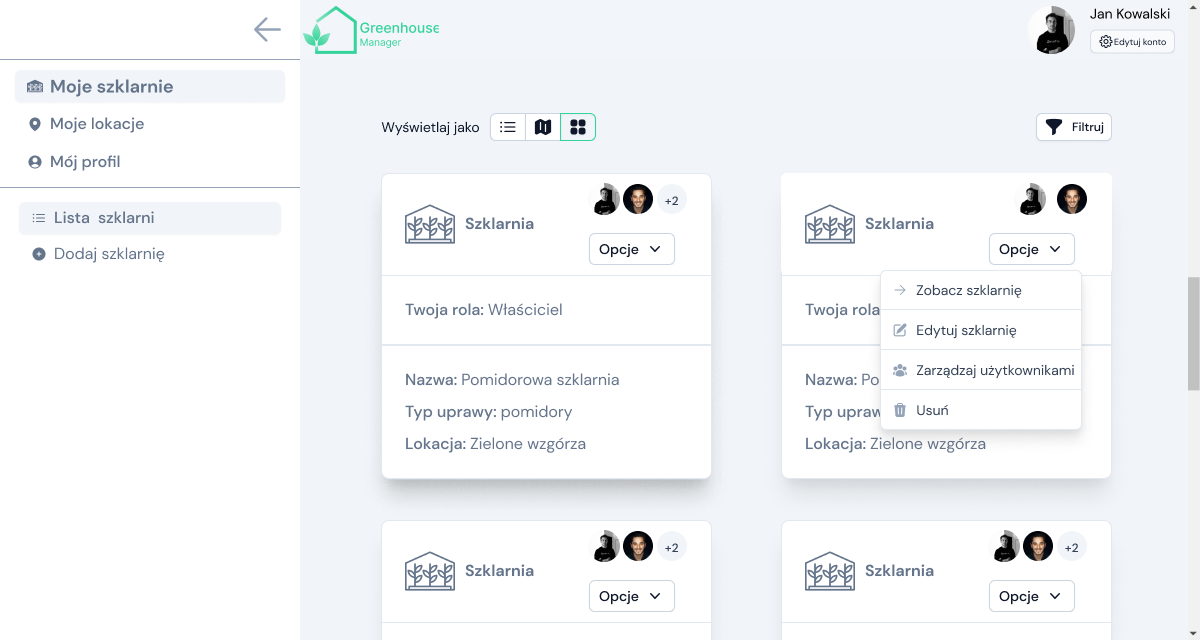 Greenhouse
Manager
Jan Kowalski
Edytuj konto
Moje szklarnie
Moje lokacje
Mój profil
Lista szklarni
Dodaj szklarnię
Wyświetlaj jako
Filtruj
+2
Szklarnia
Opcje
Twoja rola: Właściciel
Nazwa: Pomidorowa szklarnia
Typ uprawy: pomidory
Lokacja: Zielone wzgórza
Szklarnia
Opcje
Zobacz szklarnię
Edytuj szklarnię
Zarządzaj użytkownikami
Usuń
Twoja rola
Nazwa: Po
Typ upraw
Lokacja: Zielone wzgórza
+2
Szklarnia
Opcje
+2
Szklarnia
Opcje